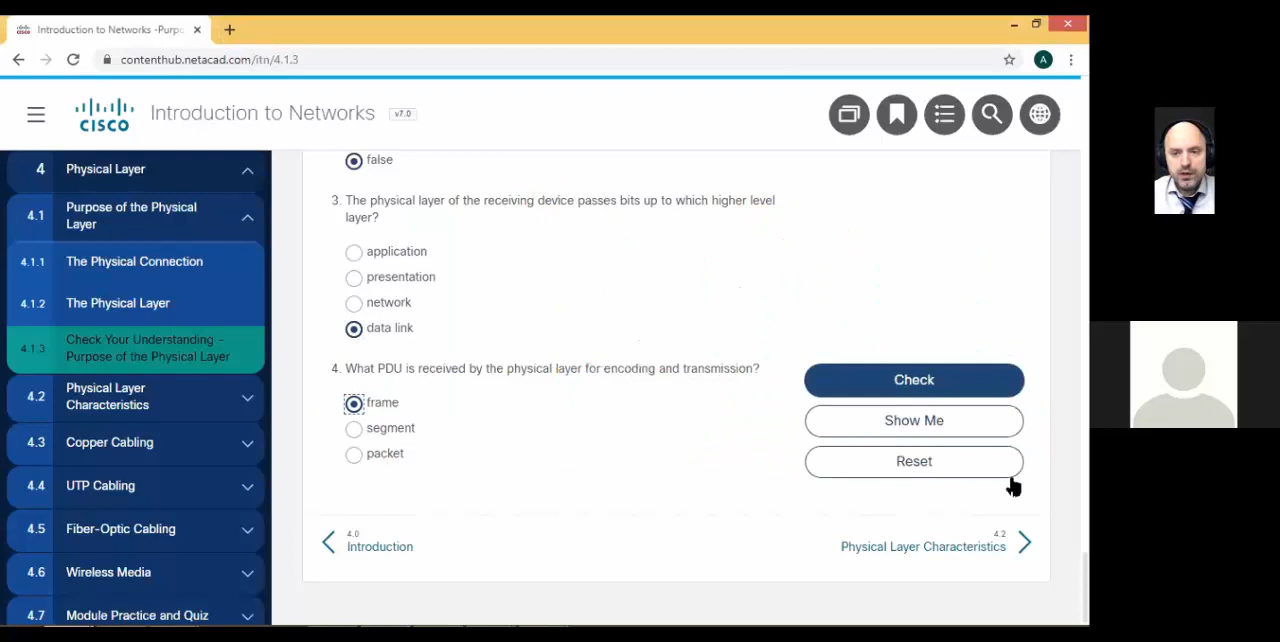 Introduction to Networks -Purpo
contenthub.netacad.com/itn/4.1.3
A
CISCO
Introduction to Networks
v7.0
4 Physical Layer
4.1 Purpose of the Physical
Layer
4.1.1 The Physical Connection
4.1.2 The Physical Layer
4.1.3 Check Your Understanding -
Purpose of the Physical Layer
4.2 Physical Layer
Characteristics
4.3 Copper Cabling
4.4 UTP Cabling
4.5 Fiber-Optic Cabling
4.6 Wireless Media
4.7 Module Practice and Quiz
false
3. The physical layer of the receiving device passes bits up to which higher level
layer?
application
presentation
network
data link
4. What PDU is received by the physical layer for encoding and transmission?
frame
segment
packet
Check
Show Me
Reset
4.0
Introduction
4.2
Physical Layer Characteristics